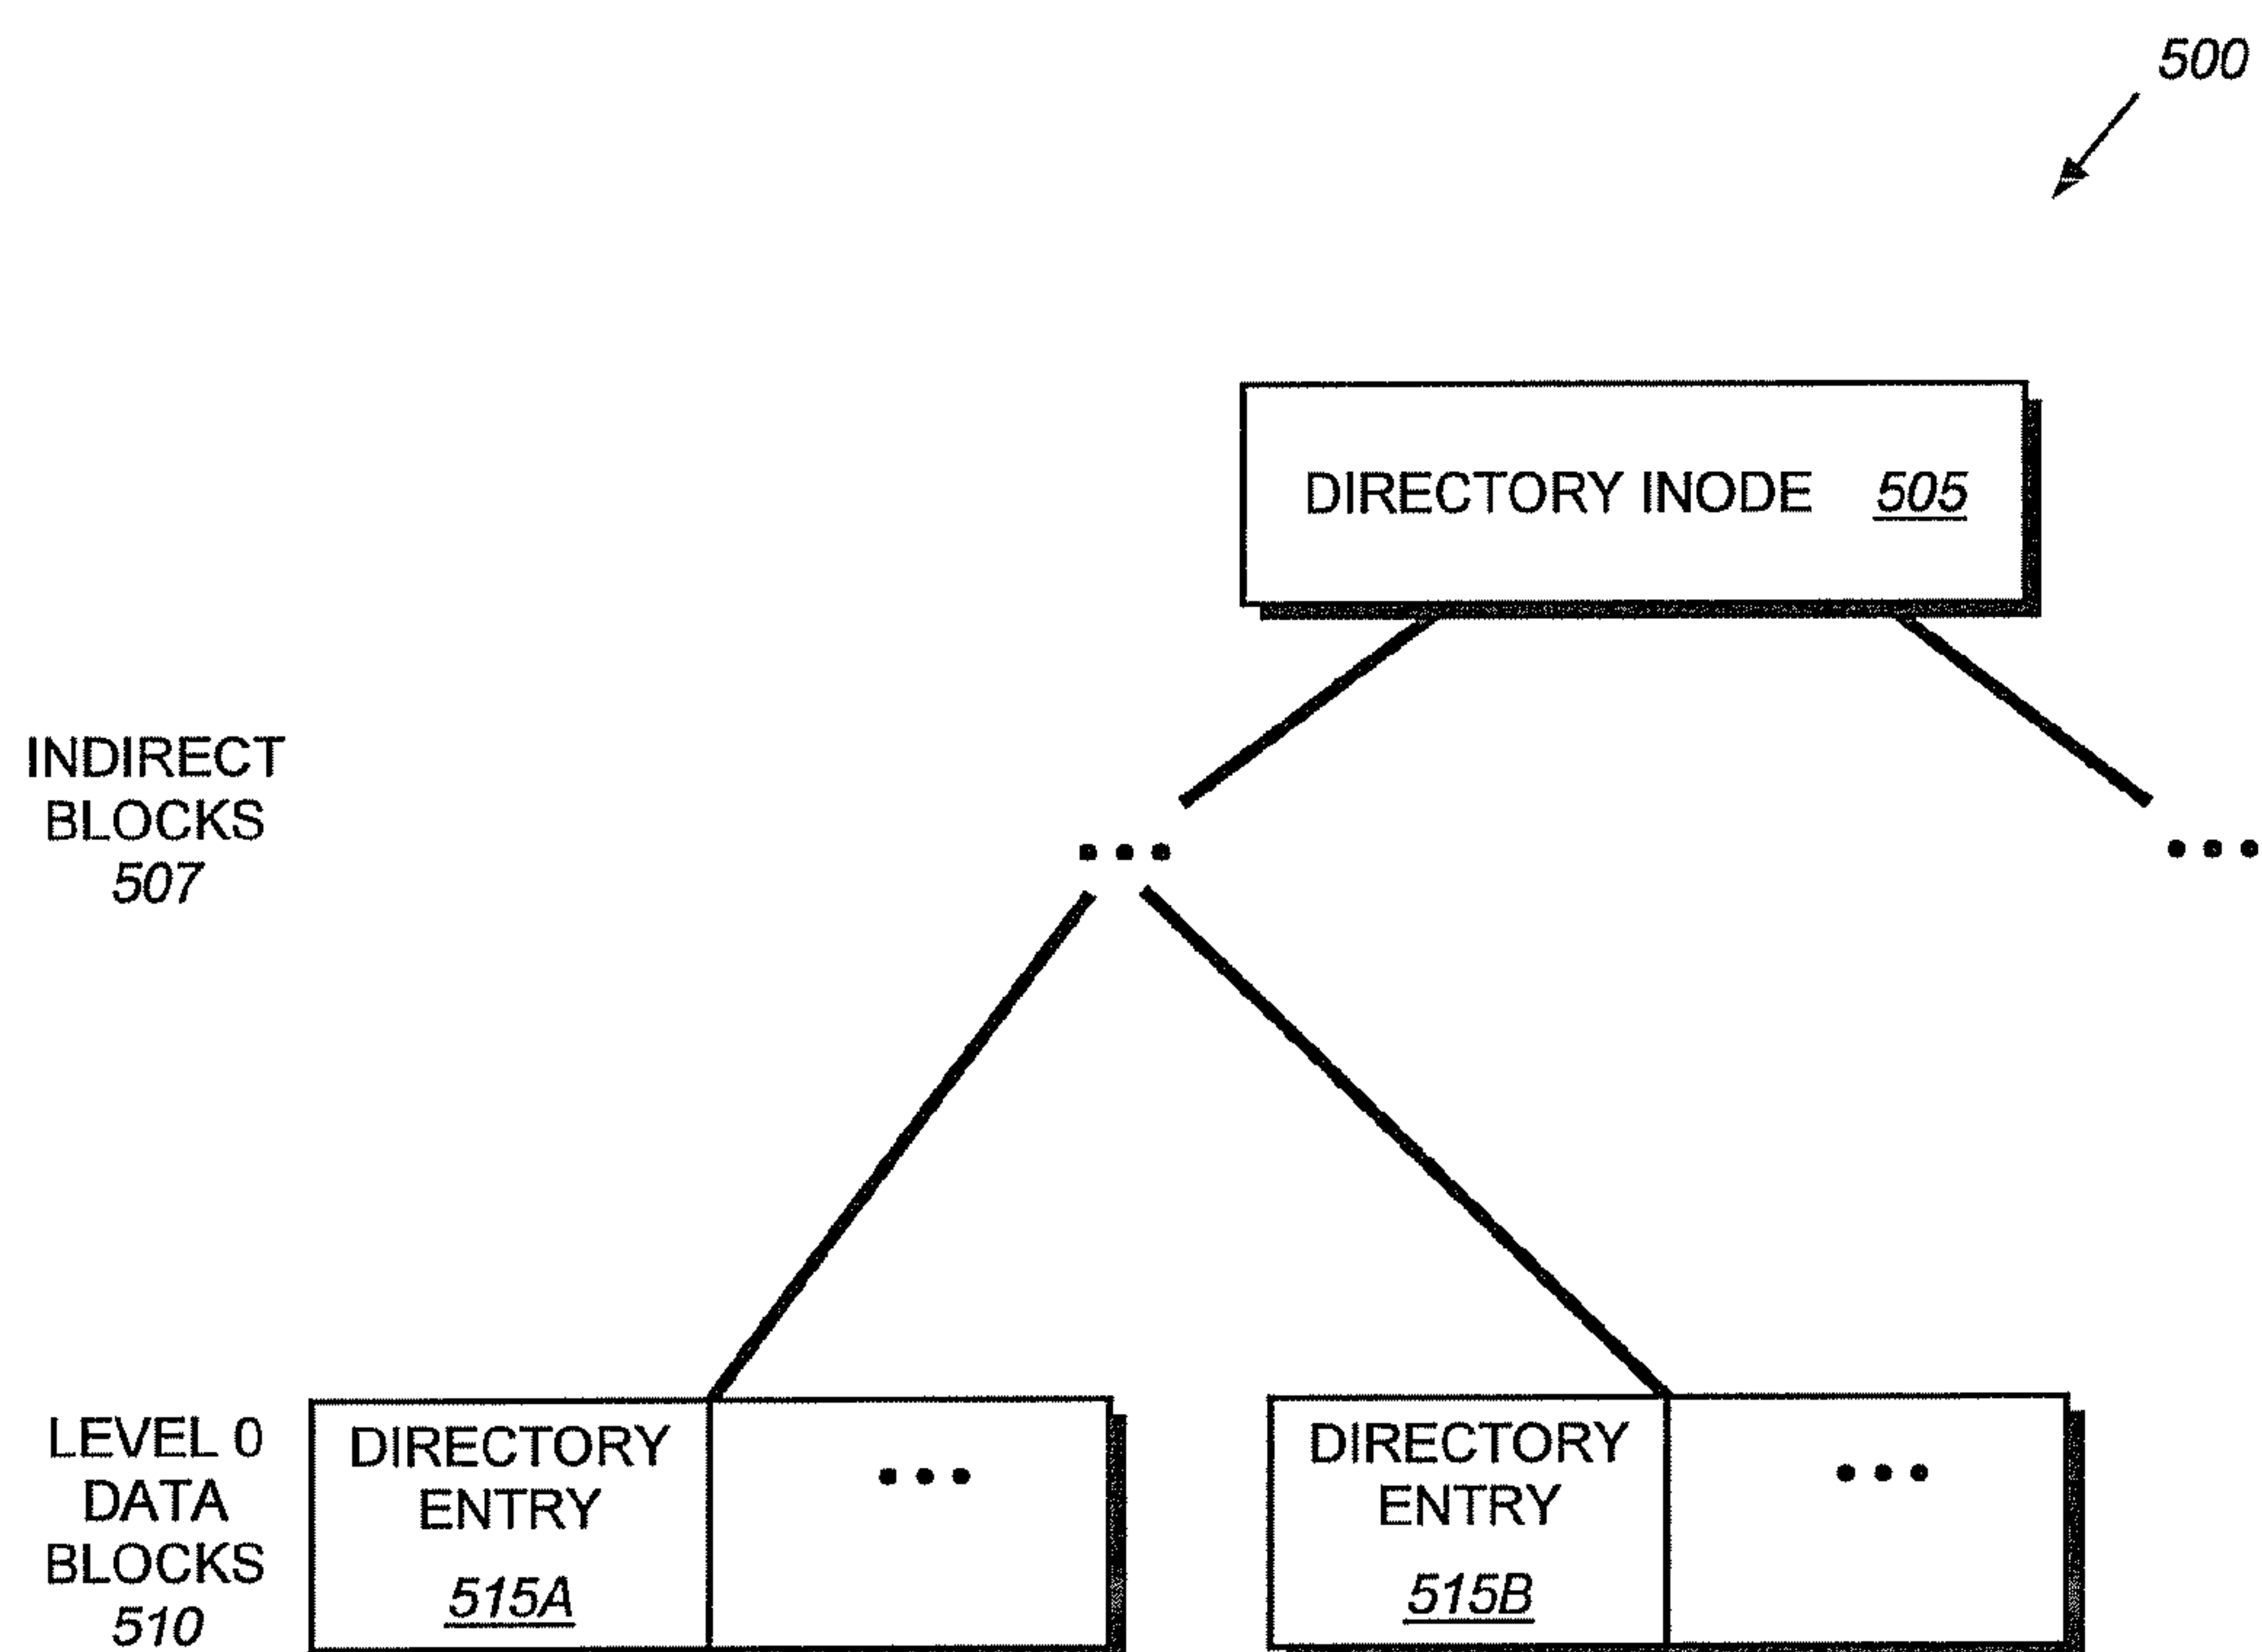 500
DIRECTORY INODE 505
INDIRECT
BLOCKS
507
• • •
• • •
LEVEL 0
DATA
BLOCKS
510
DIRECTORY
ENTRY
515A
• • •
DIRECTORY
ENTRY
515B
• • •